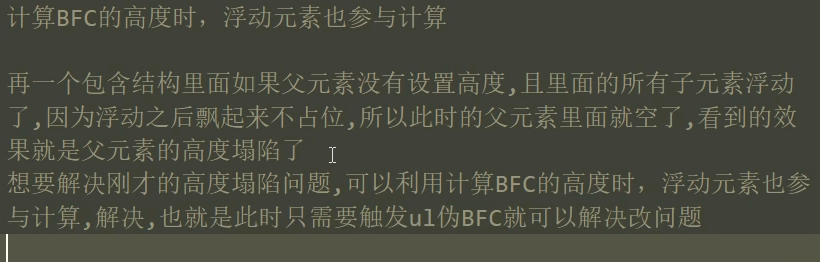 计算BFC的高度时，浮动元素也参与计算
再一个包含结构里面如果父元素没有设置高度,且里面的所有子元素浮动
了,因为浮动之后飘起来不占位,所以此时的父元素里面就空了,看到的效
果就是父元素的高度塌陷了
想要解决刚才的高度塌陷问题,可以利用计算BFC的高度时，浮动元素也参
与计算,解决,也就是此时只需要触发ul伪BFC就可以解决改问题